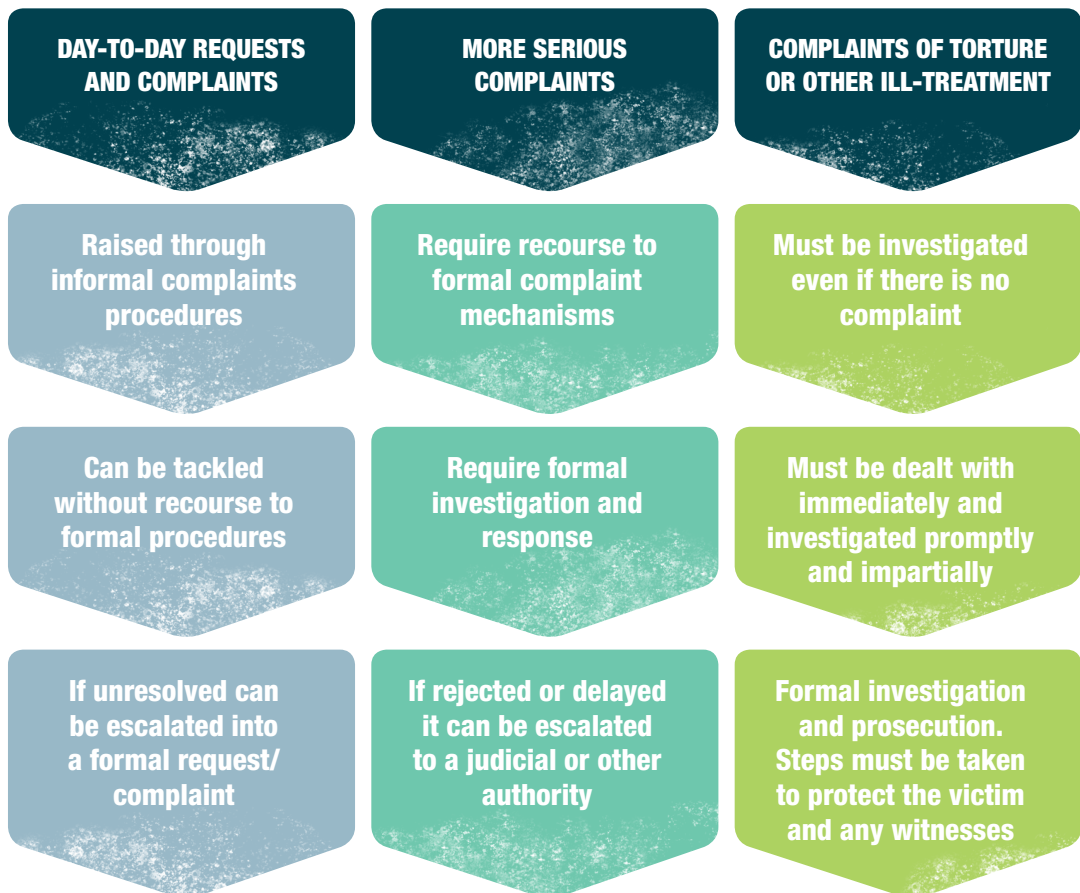 DAY-TO-DAY REQUESTS
AND COMPLAINTS
MORE SERIOUS
COMPLAINTS
COMPLAINTS OF TORTURE
OR OTHER ILL-TREATMENT
Raised through
informal complaints
procedures
Require recourse to
formal complaint
mechanisms
Must be investigated
even if there is no
complaint
Can be tackled
without recourse to
formal procedures
Require formal
investigation and
response
Must be dealt with
immediately and
investigated promptly
and impartially
If unresolved can
be escalated into
a formal request/
complaint
If rejected or delayed
it can be escalated
to a judicial or other
authority
Formal investigation
and prosecution.
Steps must be taken
to protect the victim
and any witnesses